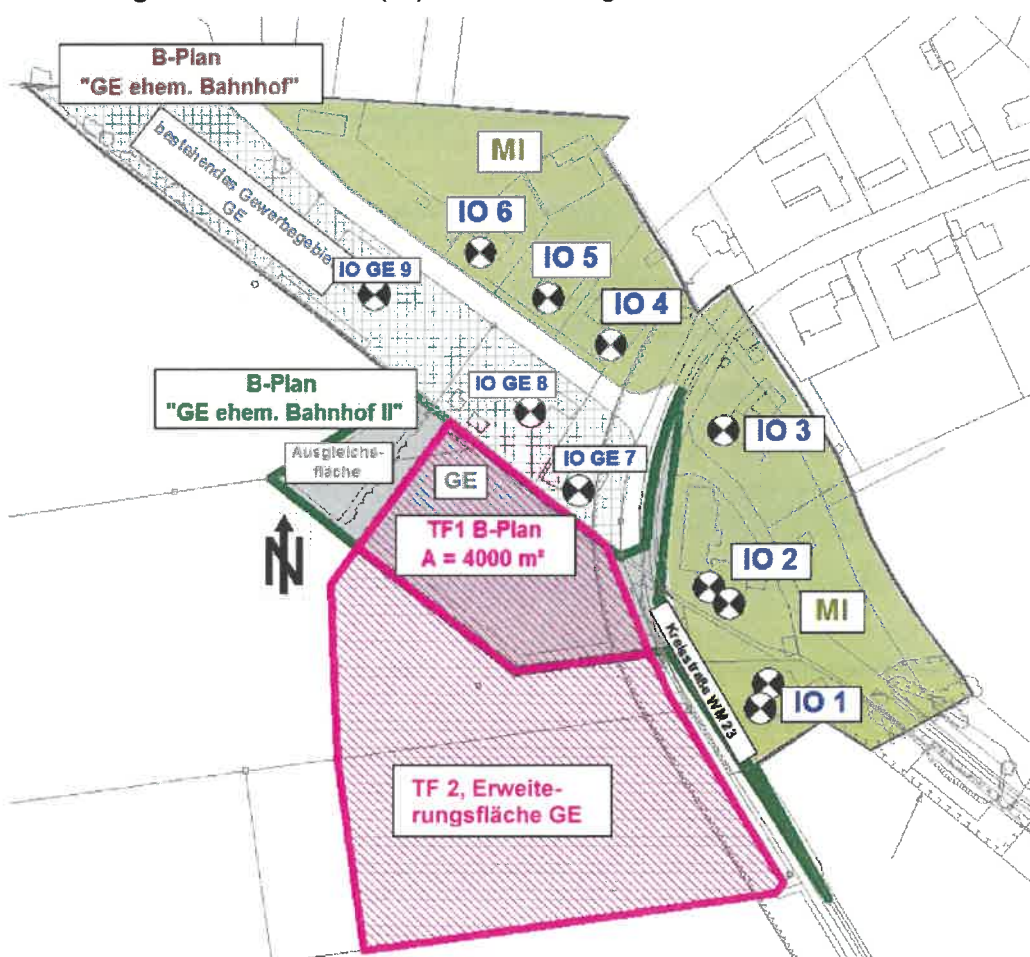 B-Plan
"GE ehem. Bahnhof"
bestehendes Gewerbegebie
GE
MI
IO 6
IO 5
IO GE 9
IO 4
B-Plan
"GE ehem. Bahnhof II"
IO GE 8
IO 3
Ausgleichs-
fläche
GE
IO GE 7
TF1 B-Plan
A = 4000 m²
N
IO 2
MI
Kreisstraße WM 23
IO 1
TF 2, Erweite-
rungsfläche GE